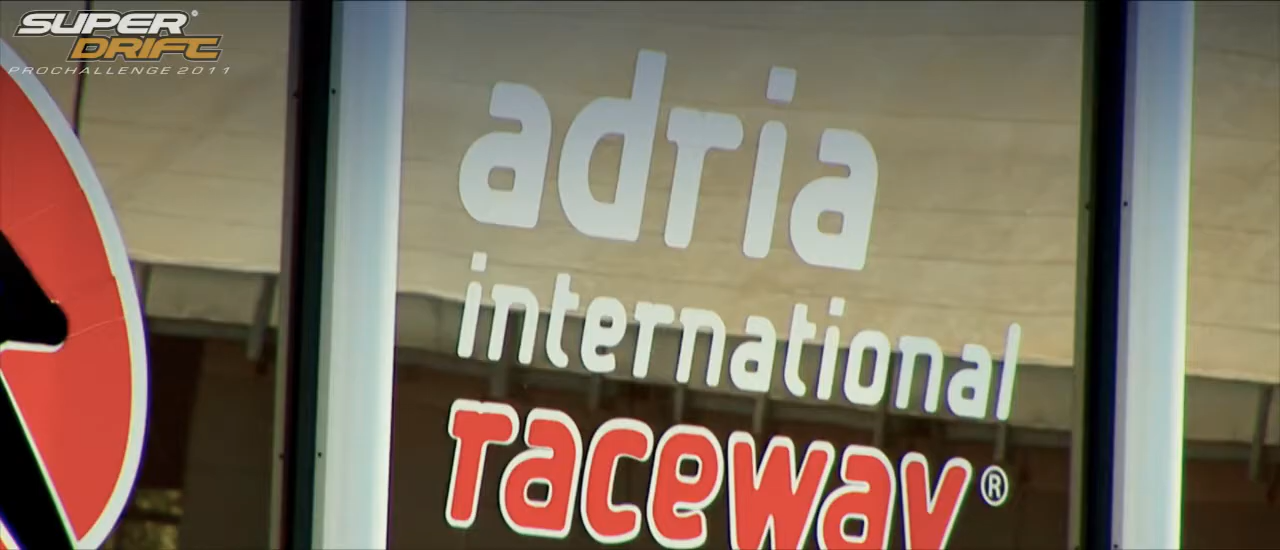 SUPER®
DRIFT
PROCHALLENGE 2011
adria
international
raceway®